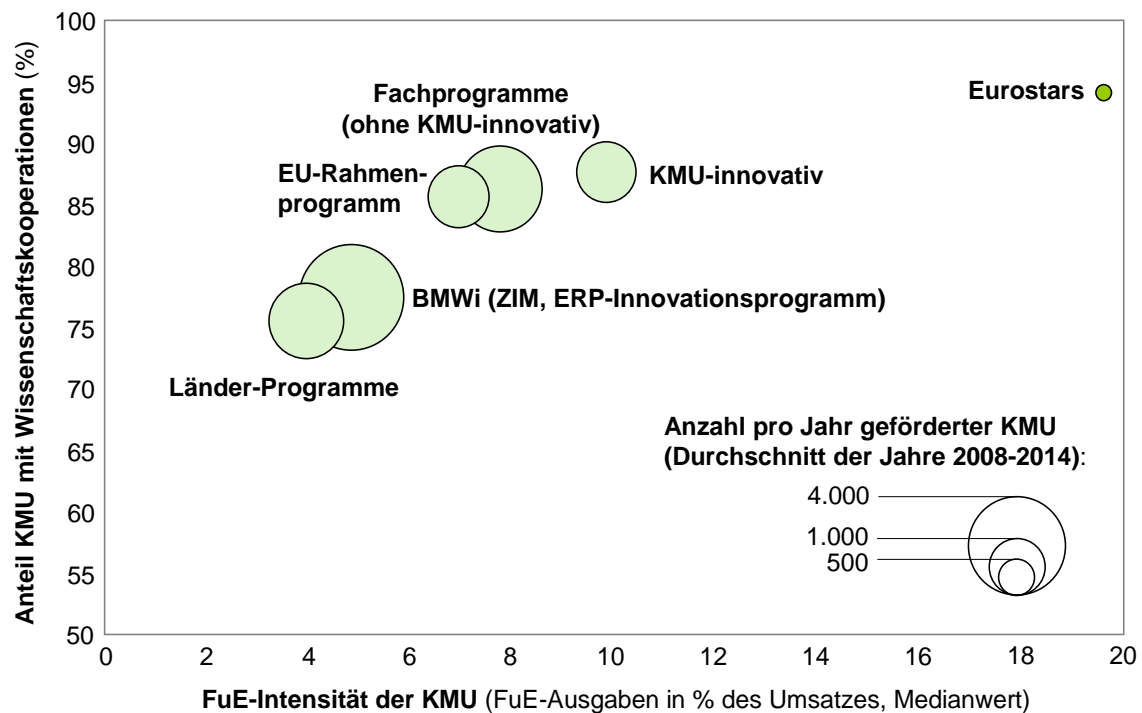 Anteil KMU mit Wissenschaftskooperationen (%)
100
95
90
85
80
75
70
65
60
55
50
Eurostars
Fachprogramme
(ohne KMU-innovativ)
EU-Rahmen-
programm
KMU-innovativ
BMWi (ZIM, ERP-Innovationsprogramm)
Länder-Programme
Anzahl pro Jahr geförderter KMU
(Durchschnitt der Jahre 2008-2014):
4.000
1.000
500
0 2 4 6 8 10 12 14 16 18 20
FuE-Intensität der KMU (FuE-Ausgaben in % des Umsatzes, Medianwert)